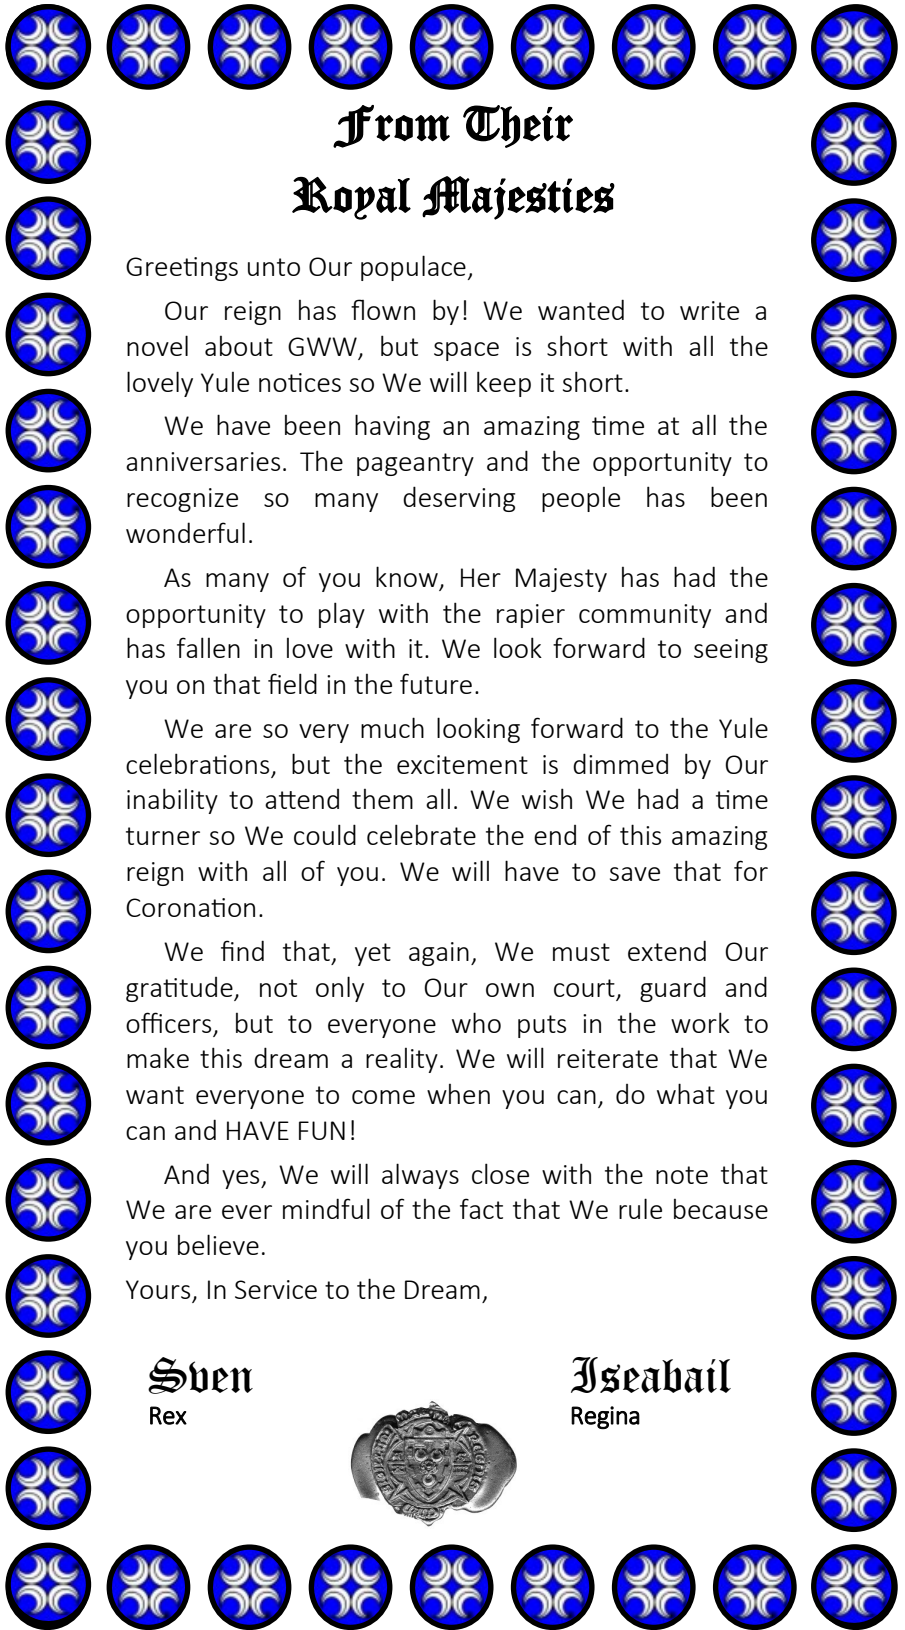 From Their
Royal Majesties
Greetings unto Our populace,
Our reign has flown by! We wanted to write a
novel about GWW, but space is short with all the
lovely Yule notices so We will keep it short.
We have been having an amazing time at all the
anniversaries. The pageantry and the opportunity to
recognize so many deserving people has been
wonderful.
As many of you know, Her Majesty has had the
opportunity to play with the rapier community and
has fallen in love with it. We look forward to seeing
you on that field in the future.
We are so very much looking forward to the Yule
celebrations, but the excitement is dimmed by Our
inability to attend them all. We wish We had a time
turner so We could celebrate the end of this amazing
reign with all of you. We will have to save that for
Coronation.
We find that, yet again, We must extend Our
gratitude, not only to Our own court, guard and
officers, but to everyone who puts in the work to
make this dream a reality. We will reiterate that We
want everyone to come when you can, do what you
can and HAVE FUN!
And yes, We will always close with the note that
We are ever mindful of the fact that We rule because
you believe.
Yours, In Service to the Dream,
Sven Iseabail
Rex Regina